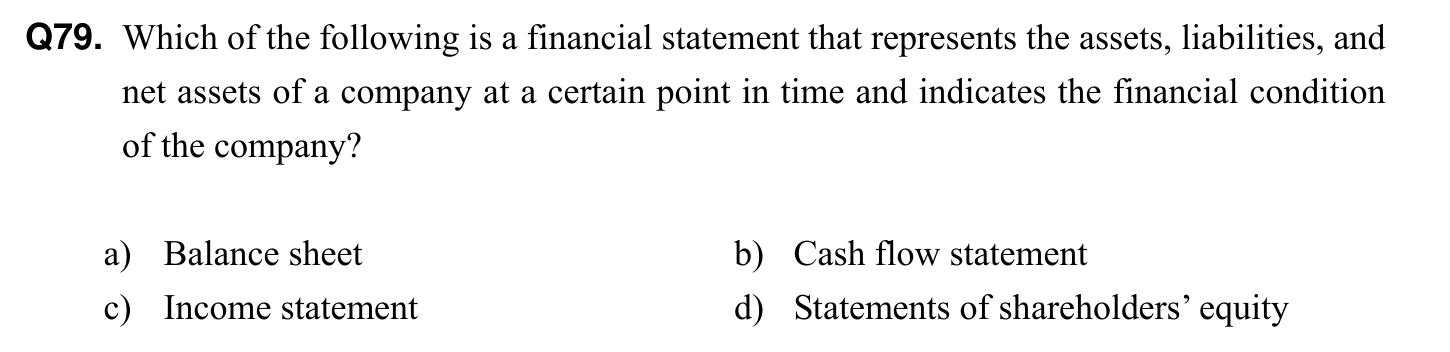 Q79. Which of the following is a financial statement that represents the assets, liabilities, and
net assets of a company at a certain point in time and indicates the financial condition
of the company?
a) Balance sheet b) Cash flow statement
c) Income statement d) Statements of shareholders’ equity